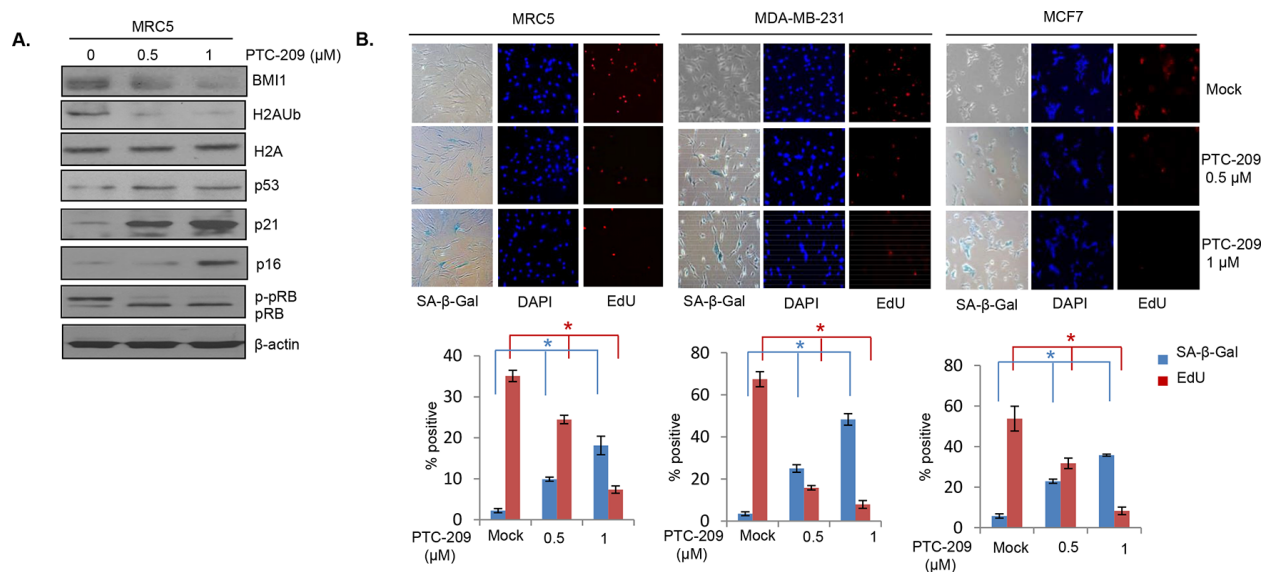 A.
MRC5
0 0.5 1 PTC-209 (μM)
BMI1
H2AUb
H2A
p53
p21
p16
p-pRB
pRB
β-actin
B.
MRC5 MDA-MB-231 MCF7
Mock
PTC-209
0.5 μM
PTC-209
1 μM
SA-β-Gal DAPI EdU SA-β-Gal DAPI EdU SA-β-Gal DAPI EdU
* *
% positive
40
30
20
10
0
PTC-209
(μM)
Mock 0.5 1
* *
% positive
80
60
40
20
0
PTC-209
(μM)
Mock 0.5 1
* *
% positive
80
60
40
20
0
PTC-209
(μM)
Mock 0.5 1
SA-β-Gal
EdU